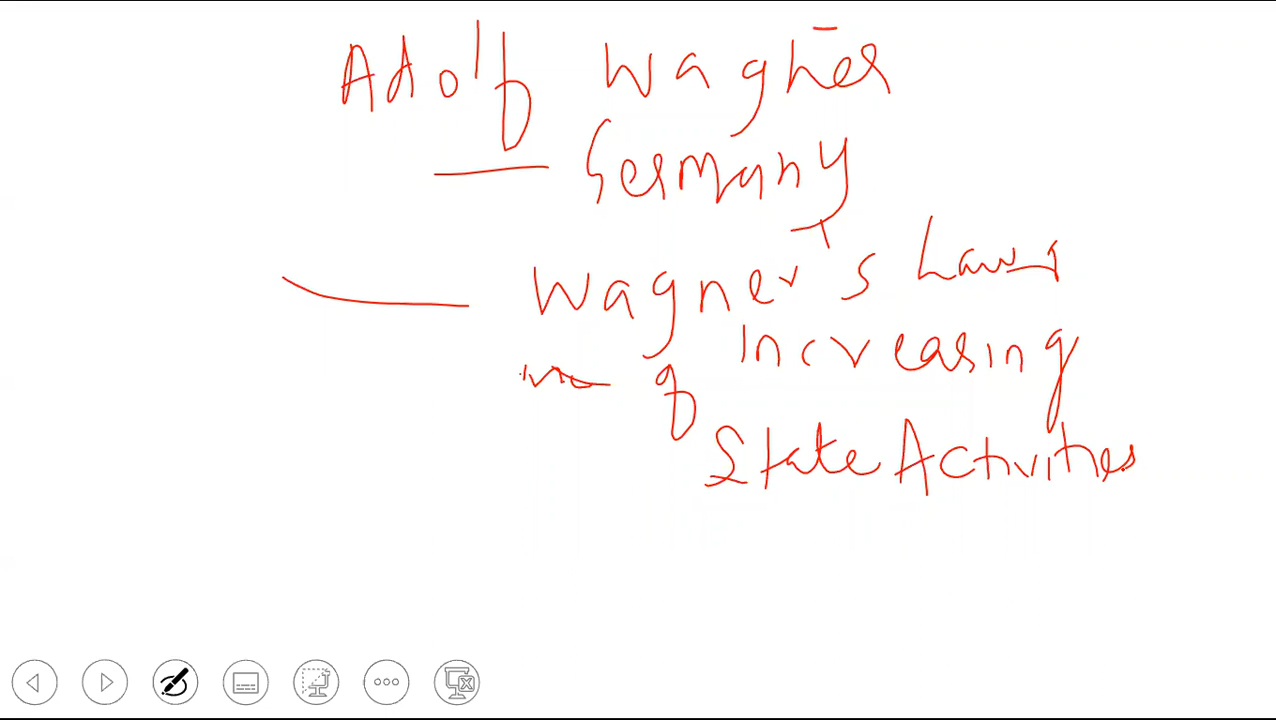 Adolf Wagner
Germany
Wagner's Law
of Increasing
State Activities